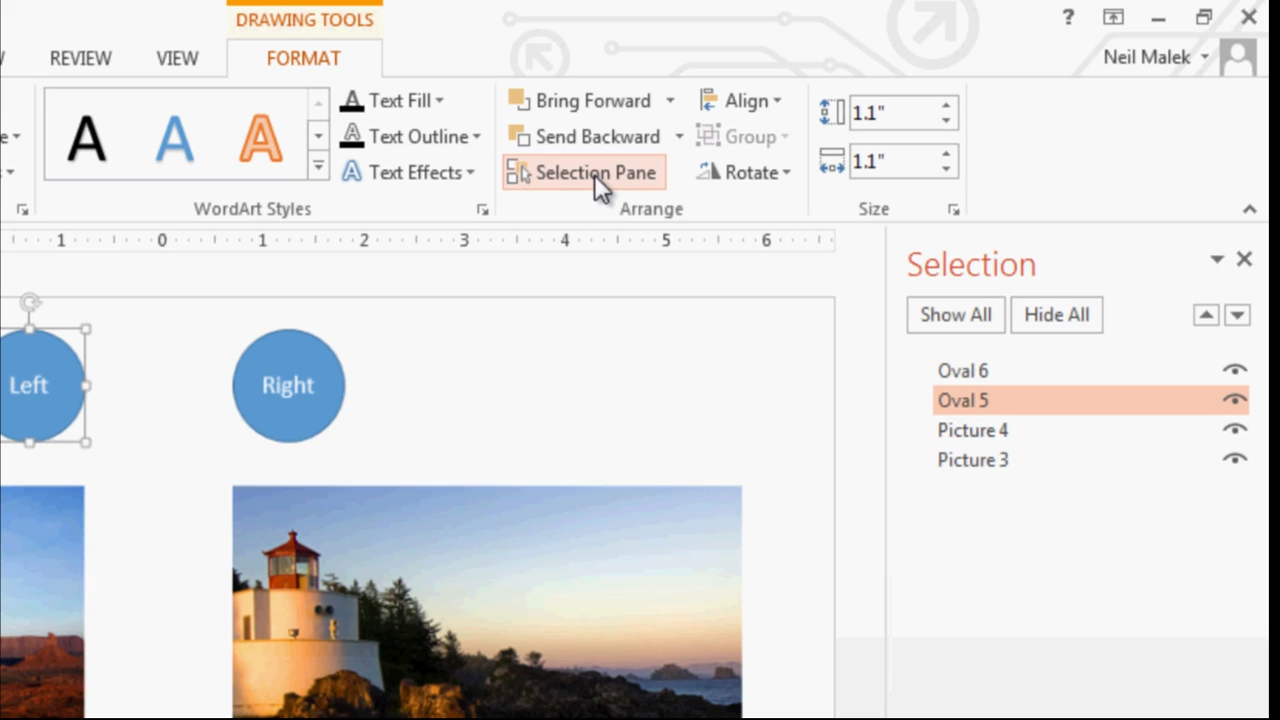 DRAWING TOOLS
?
REVIEW
VIEW
FORMAT
Neil Malek
A A A
Text Fill
Text Outline
Text Effects
WordArt Styles
Bring Forward
Send Backward
Selection Pane
Align
Group
Rotate
Arrange
1.1"
1.1"
Size
1 0 1 2 3 4 5 6
Selection
Show All
Hide All
Oval 6
Oval 5
Picture 4
Picture 3
Left
Right